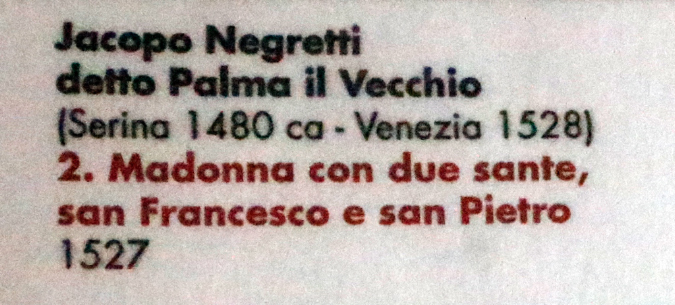 Jacopo Negretti
detto Palma il Vecchio
(Serina 1480 ca - Venezia 1528)
2. Madonna con due sante,
san Francesco e san Pietro
1527